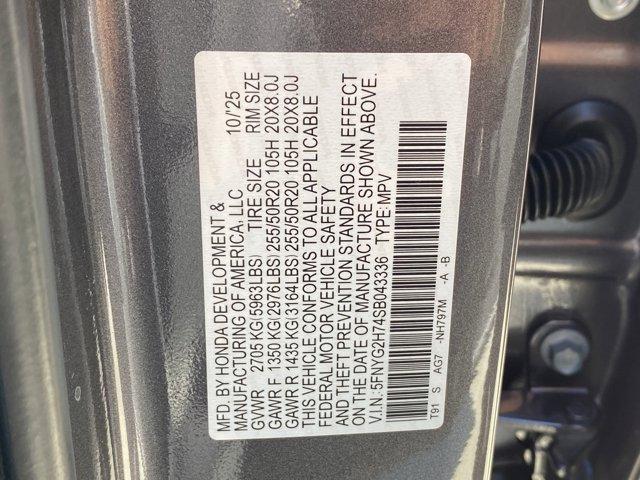 MFD. BY HONDA DEVELOPMENT &
MANUFACTURING OF AMERICA, LLC 10/'25
GVWR 2705 KG(5963LBS) TIRE SIZE RIM SIZE
GAWR F 1350 KG(2976LBS) 255/50R20 105H 20X8.0J
GAWR R 1435 KG(3164LBS) 255/50R20 105H 20X8.0J
THIS VEHICLE CONFORMS TO ALL APPLICABLE
FEDERAL MOTOR VEHICLE SAFETY
AND THEFT PREVENTION STANDARDS IN EFFECT
ON THE DATE OF MANUFACTURE SHOWN ABOVE.
V.I.N.: 5FNYG2H74SB043336 TYPE: MPV
T91 S AG7 -NH797M -A -B